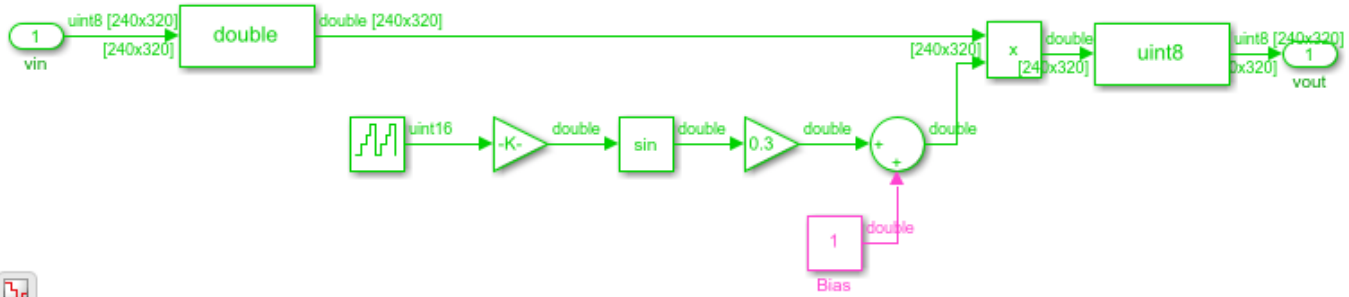 uint8 [240x320]
1
[240x320]
vin
double
double [240x320]
[240x320]
x
double
[240x320]
uint8
uint8 [240x320]
0x320]
1
vout
uint16
-K-
double
sin
double
0.3
double
+
+
double
1
double
Bias